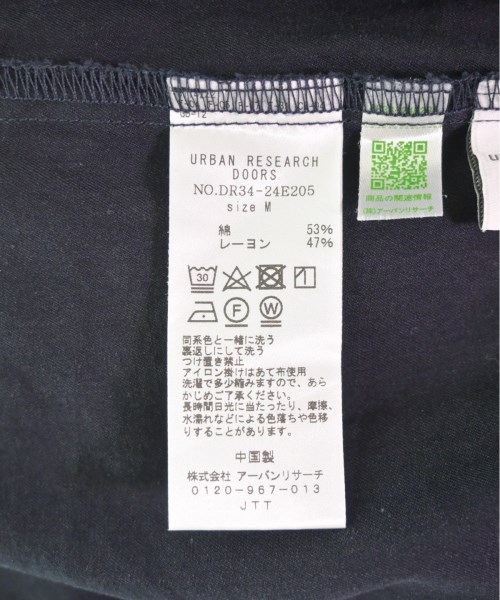 URBAN RESEARCH
DOORS
NO.DR34-24E205
size M
綿 53%
レーヨン 47%
30
F W
同系色と一緒に洗う
裏返しにして洗う
つけ置き禁止
アイロン掛けはあて布使用
洗濯で多少縮みますので、あら
かじめご了承ください。
長時間日光に当たったり、摩擦、
水濡れなどによる色落ちや色移
りすることがあります。
中国製
株式会社 アーバンリサーチ
0120-967-013
JTT
商品の関連情報
(株)アーバンリサーチ